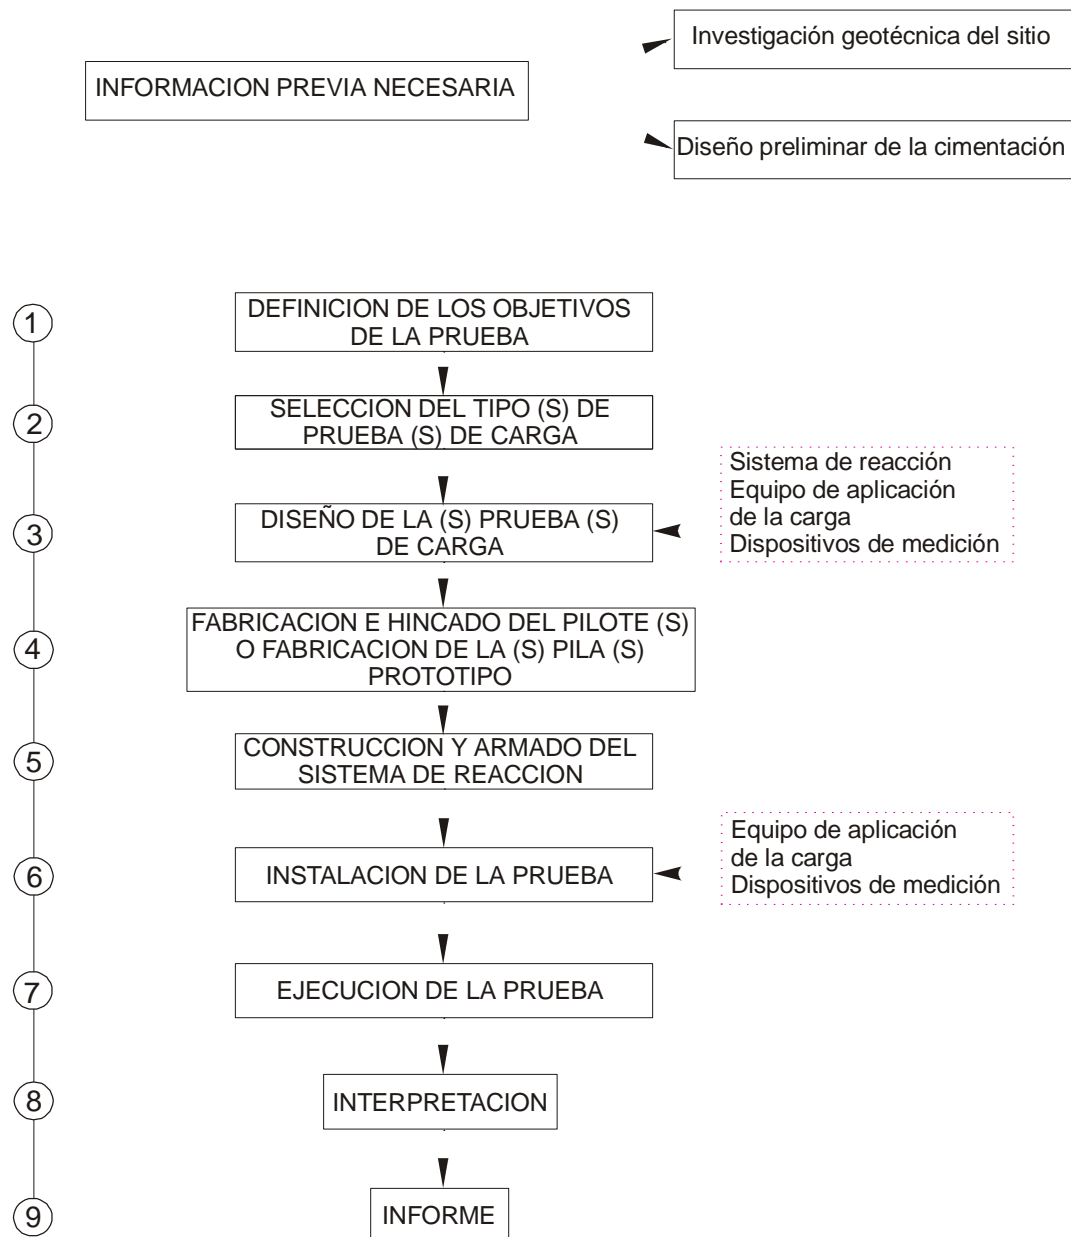 Investigación geotécnica del sitio
INFORMACION PREVIA NECESARIA
Diseño preliminar de la cimentación
1
DEFINICION DE LOS OBJETIVOS
DE LA PRUEBA
2
SELECCION DEL TIPO (S) DE
PRUEBA (S) DE CARGA
Sistema de reacción
Equipo de aplicación
de la carga
Dispositivos de medición
3
DISEÑO DE LA (S) PRUEBA (S)
DE CARGA
4
FABRICACION E HINCADO DEL PILOTE (S)
O FABRICACION DE LA (S) PILA (S)
PROTOTIPO
5
CONSTRUCCION Y ARMADO DEL
SISTEMA DE REACCION
Equipo de aplicación
de la carga
Dispositivos de medición
6
INSTALACION DE LA PRUEBA
7
EJECUCION DE LA PRUEBA
8
INTERPRETACION
9
INFORME